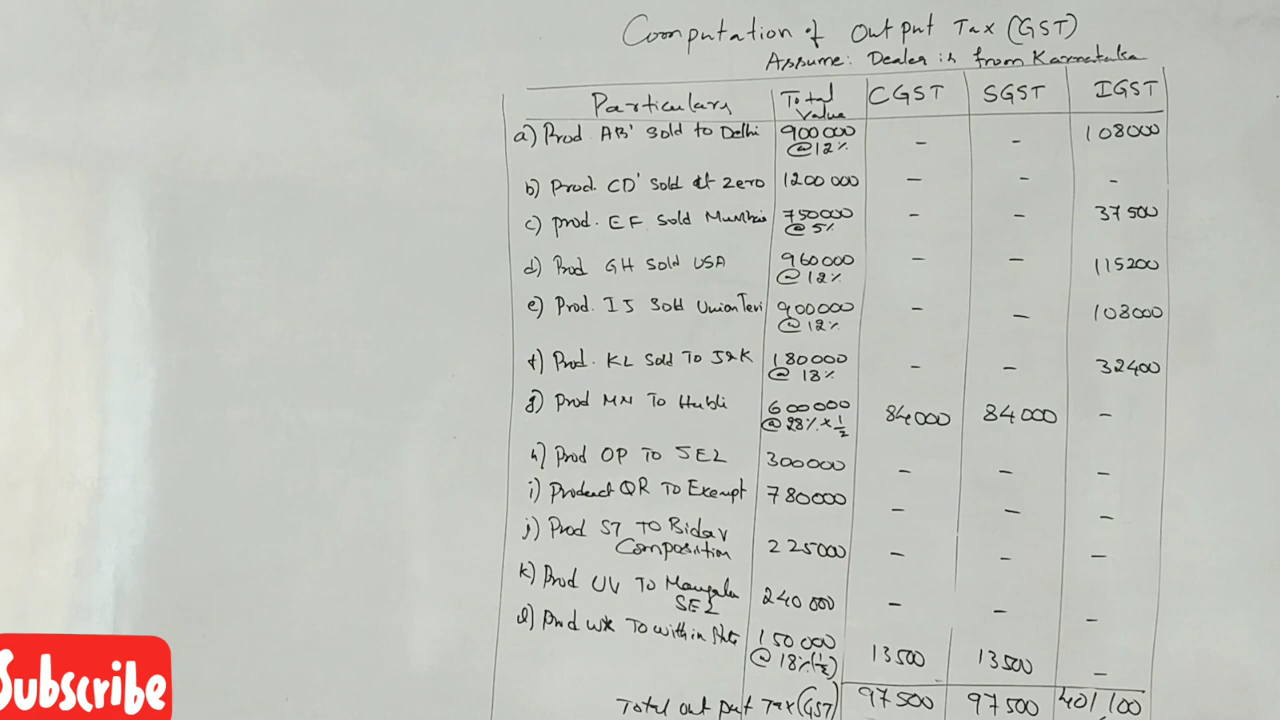 Computation of Output Tax (GST)
Assume: Dealer is from Karnataka
Particulars Total Value CGST SGST IGST
a) Prod AB' Sold to Delhi 900000 @12% - - 108000
b) Prod. CD' Sold at Zero 1200000 - - -
c) Prod. EF Sold Mumbai 750000 @5% - - 37500
d) Prod GH Sold USA 960000 @12% - - 115200
e) Prod. IJ Sold Union Teri 900000 @12% - - 108000
f) Prod. KL Sold To J&K 180000 @18% - - 32400
g) Prod MN To Hubli 600000 @28% × 1/2 84000 84000 -
h) Prod OP To SEZ 300000 - - -
i) Product QR To Exempt 780000 - - -
j) Prod ST To Bidar Composition 225000 - - -
k) Prod UV To SEZ 240000 - - -
l) Prod WX To within 150000 @18% (1/2) 13500 13500 -
Total out put Tax (GST) 97500 97500 401,100
Subscribe